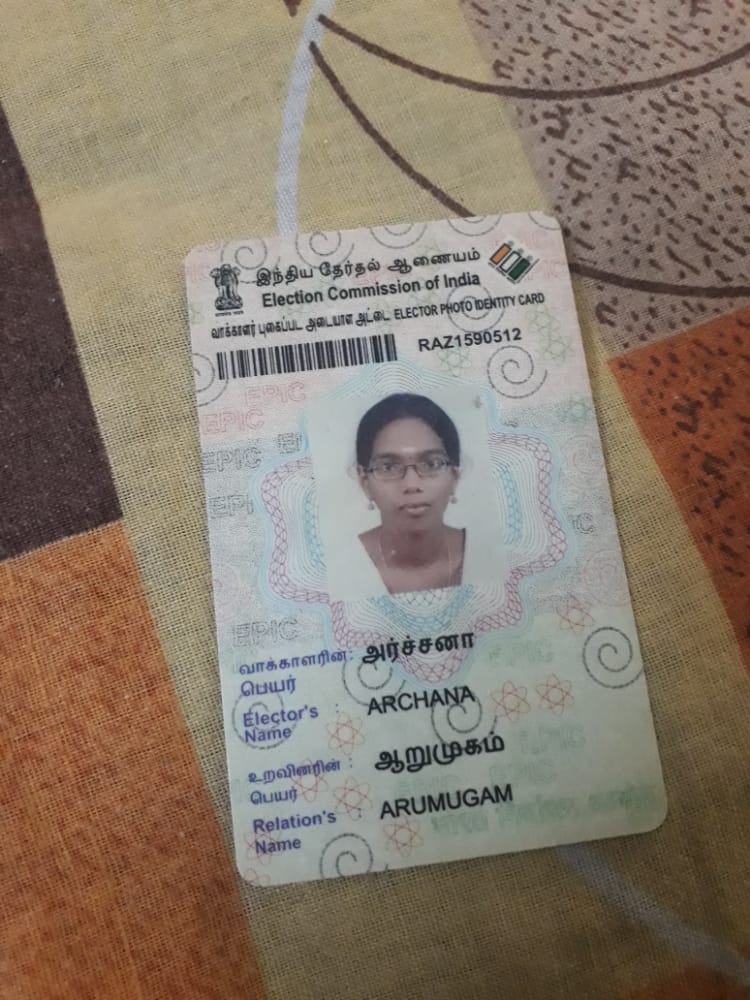 இந்திய தேர்தல் ஆணையம்
Election Commission of India
வாக்காளர் புகைப்பட அடையாள அட்டை ELECTOR PHOTO IDENTITY CARD
RAZ1590512
EPIC
EPIC
EPIC
EPI
EPIC
வாக்காளரின் : அர்ச்சனா
பெயர்
Elector's : ARCHANA
Name
உறவினரின் : ஆறுமுகம்
பெயர்
Relation's : ARUMUGAM
Name